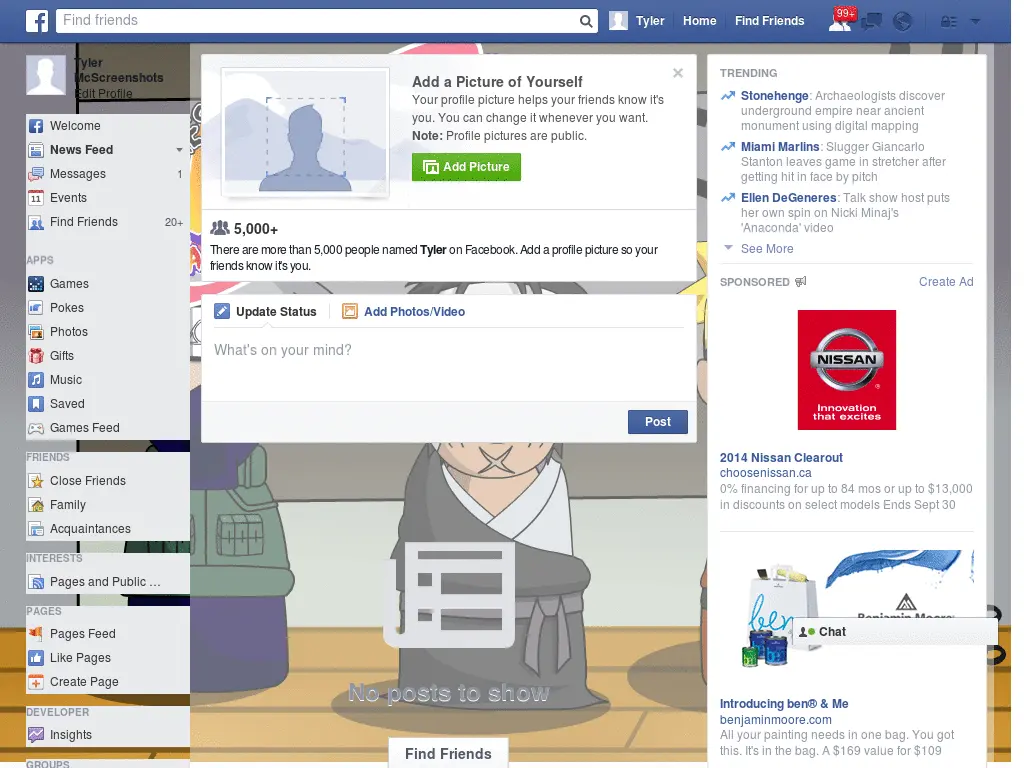 Find friends
Tyler
Home
Find Friends
99+
Tyler
McScreenshots
Edit Profile
Welcome
News Feed
Messages 1
Events
Find Friends 20+
APPS
Games
Pokes
Photos
Gifts
Music
Saved
Games Feed
FRIENDS
Close Friends
Family
Acquaintances
INTERESTS
Pages and Public ...
PAGES
Pages Feed
Like Pages
Create Page
DEVELOPER
Insights
GROUPS
Add a Picture of Yourself
Your profile picture helps your friends know it's
you. You can change it whenever you want.
Note: Profile pictures are public.
Add Picture
5,000+
There are more than 5,000 people named Tyler on Facebook. Add a profile picture so your
friends know it's you.
Update Status
Add Photos/Video
What's on your mind?
Post
No posts to show
Find Friends
TRENDING
Stonehenge: Archaeologists discover
underground empire near ancient
monument using digital mapping
Miami Marlins: Slugger Giancarlo
Stanton leaves game in stretcher after
getting hit in face by pitch
Ellen DeGeneres: Talk show host puts
her own spin on Nicki Minaj's
'Anaconda' video
See More
SPONSORED
Create Ad
NISSAN
Innovation
that excites
2014 Nissan Clearout
choosenissan.ca
0% financing for up to 84 mos or up to $13,000
in discounts on select models Ends Sept 30
ben
Benjamin Moore
Chat
Introducing ben® & Me
benjaminmoore.com
All your painting needs in one bag. You got
this. It's in the bag. A $169 value for $109